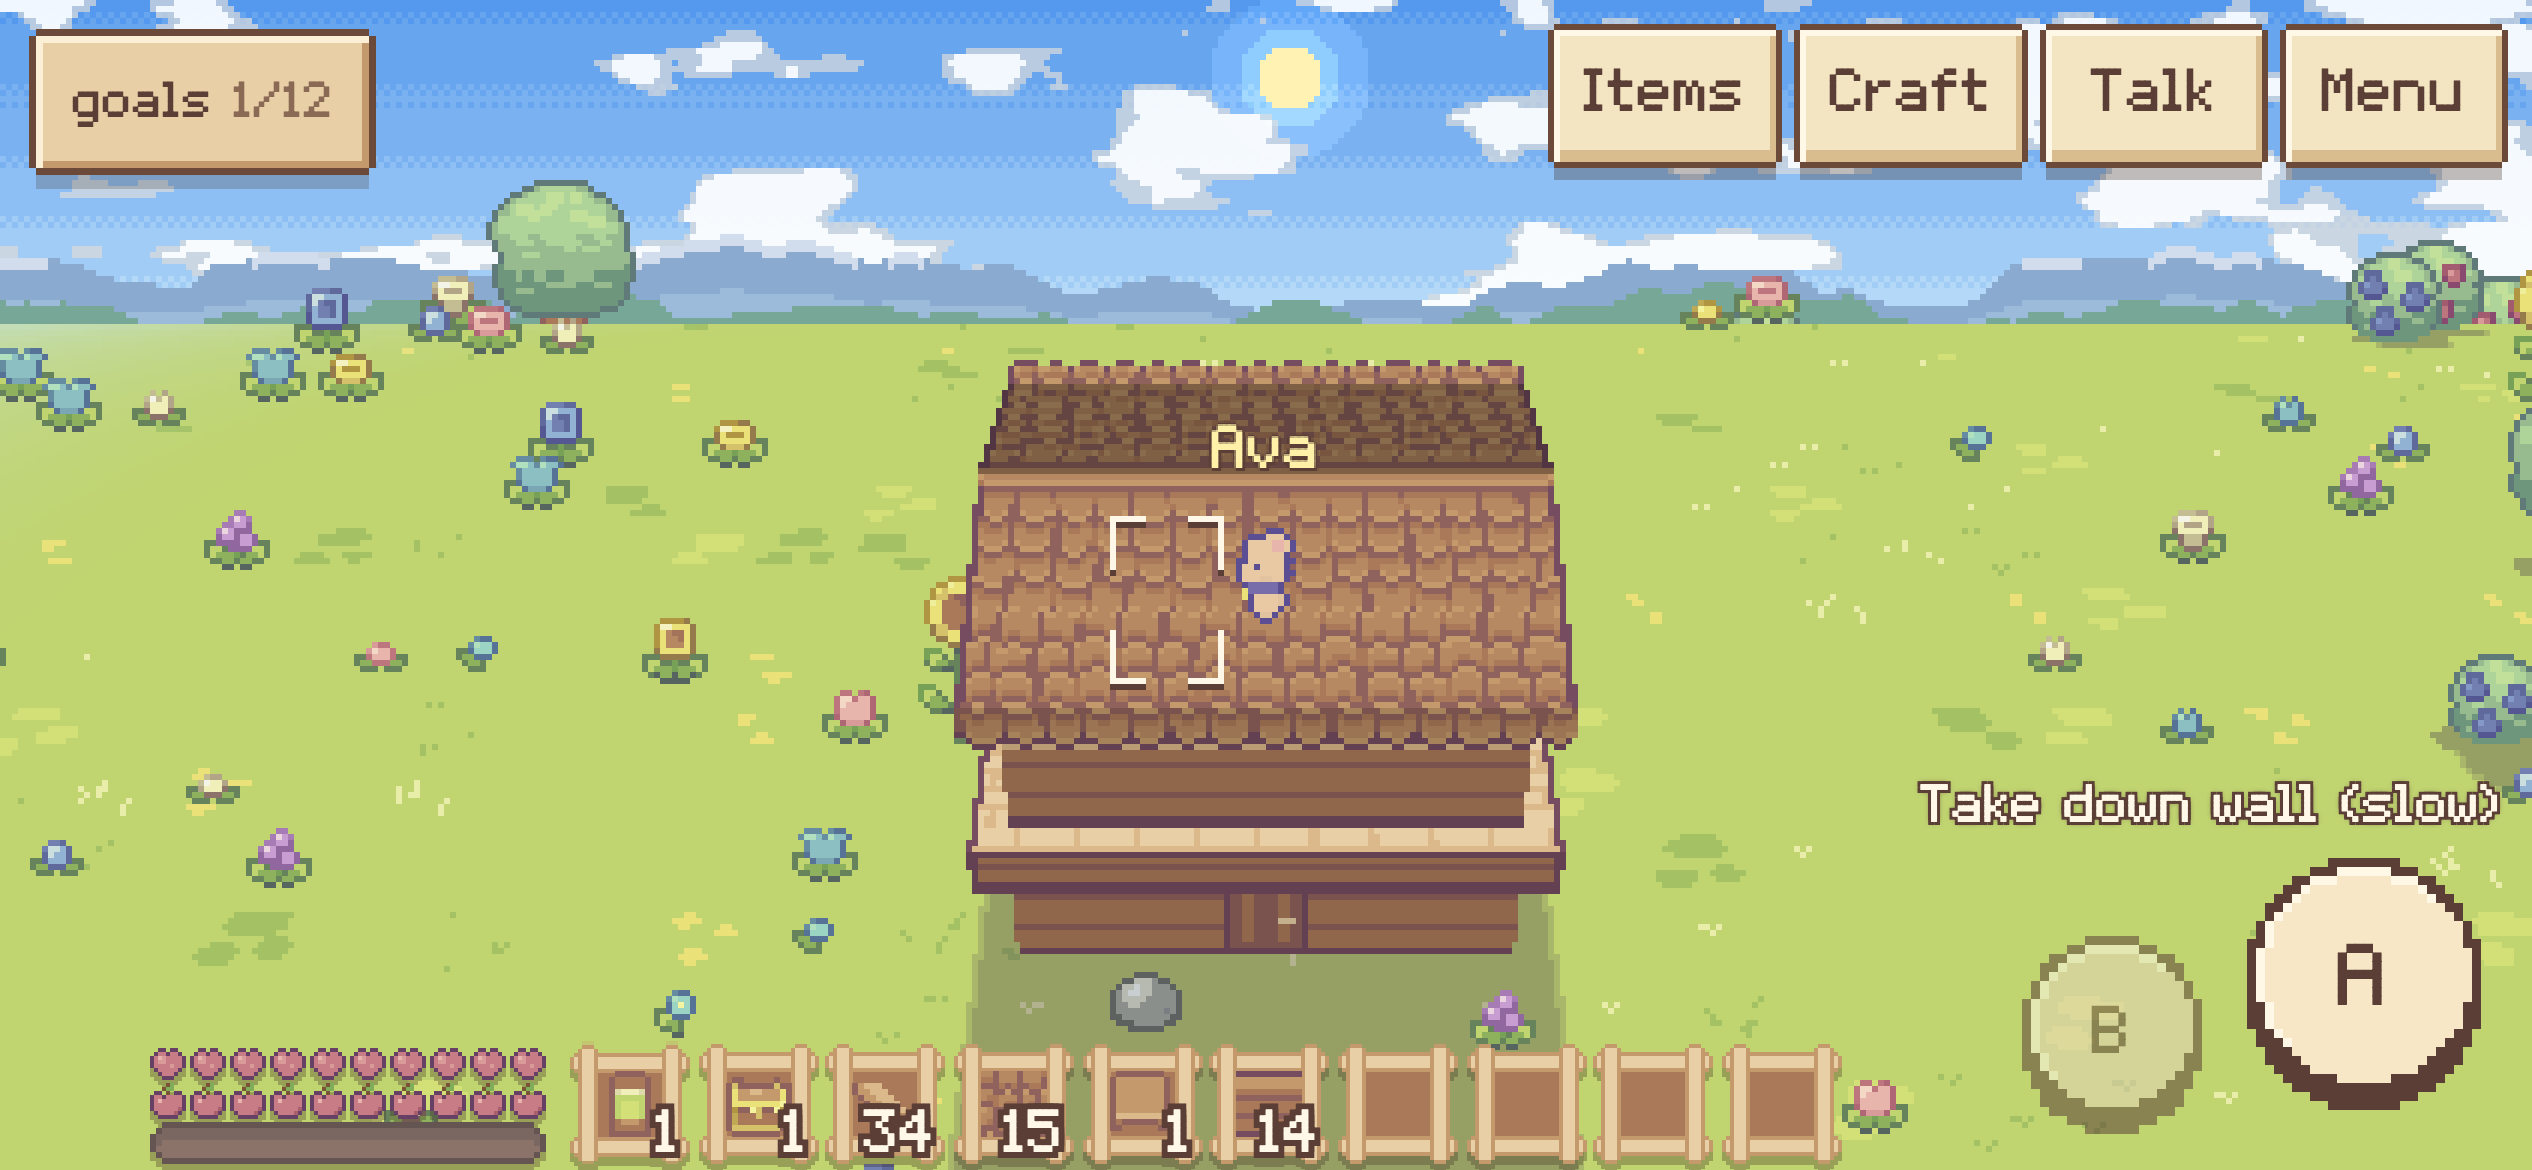 goals 1/12
Items
Craft
Talk
Menu
Ava
Take down wall (slow)
A
B
1
1
34
15
1
14